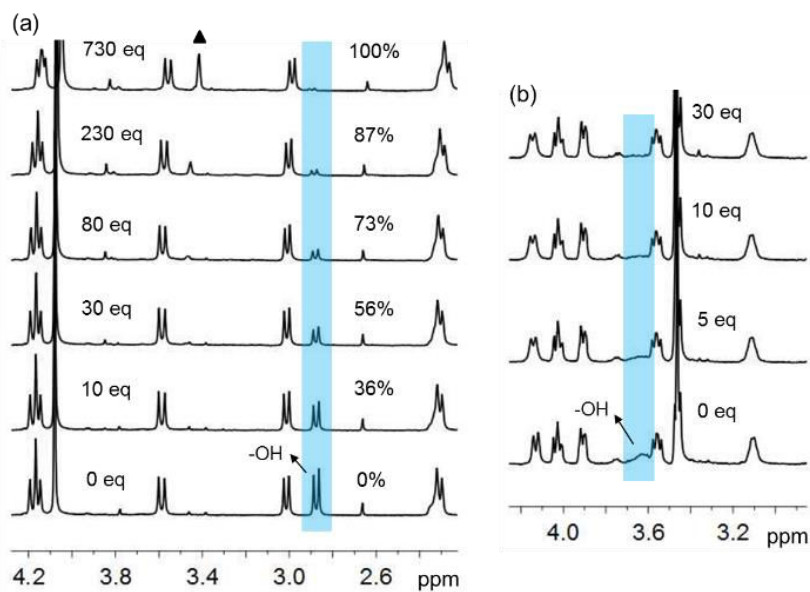 (a)
730 eq 100%
230 eq 87%
80 eq 73%
30 eq 56%
10 eq 36%
-OH
0 eq 0%
4.2 3.8 3.4 3.0 2.6 ppm
(b)
30 eq
10 eq
5 eq
-OH
0 eq
4.0 3.6 3.2 ppm